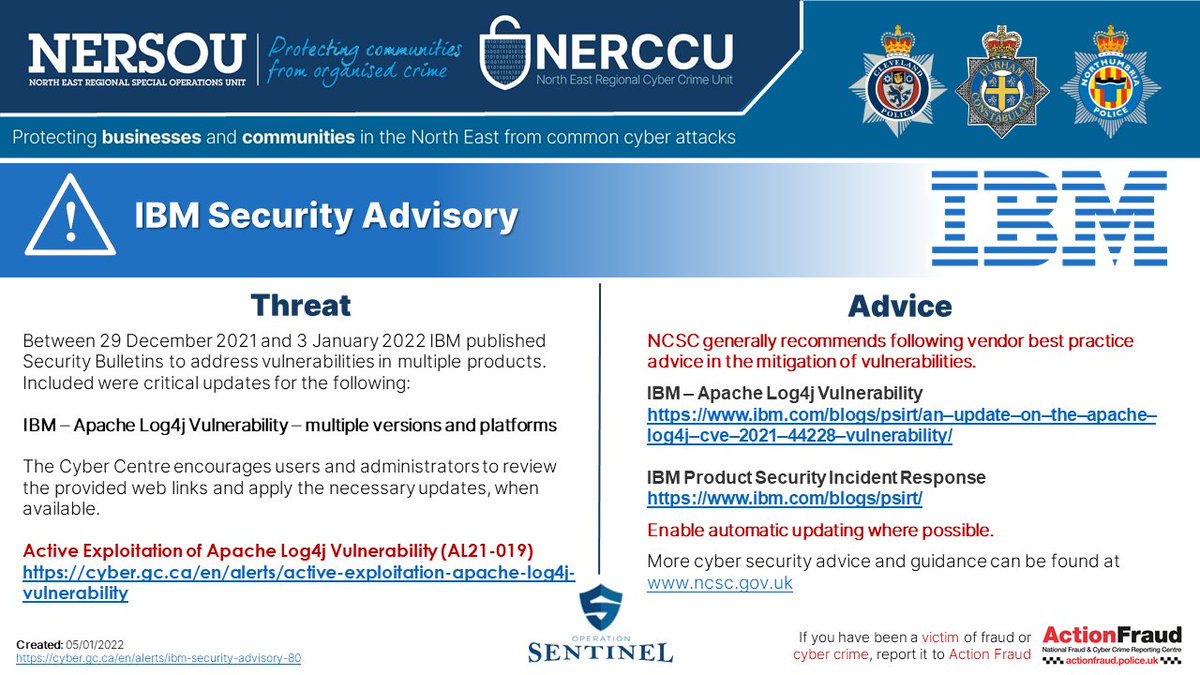 NERSOU
NORTH EAST REGIONAL SPECIAL OPERATIONS UNIT
Protecting communities
from organised crime
NERCCU
North East Regional Cyber Crime Unit
CLEVELAND
POLICE
DURHAM
CONSTABULARY
NORTHUMBRIA
POLICE
Protecting businesses and communities in the North East from common cyber attacks
!
IBM Security Advisory
IBM
Threat
Between 29 December 2021 and 3 January 2022 IBM published
Security Bulletins to address vulnerabilities in multiple products.
Included were critical updates for the following:
IBM – Apache Log4j Vulnerability – multiple versions and platforms
The Cyber Centre encourages users and administrators to review
the provided web links and apply the necessary updates, when
available.
Active Exploitation of Apache Log4j Vulnerability (AL21-019)
https://cyber.gc.ca/en/alerts/active-exploitation-apache-log4j-
vulnerability
Created: 05/01/2022
https://cyber.gc.ca/en/alerts/ibm-security-advisory-80
Advice
NCSC generally recommends following vendor best practice
advice in the mitigation of vulnerabilities.
IBM – Apache Log4j Vulnerability
https://www.ibm.com/blogs/psirt/an–update–on–the–apache–
log4j–cve–2021–44228–vulnerability/
IBM Product Security Incident Response
https://www.ibm.com/blogs/psirt/
Enable automatic updating where possible.
More cyber security advice and guidance can be found at
www.ncsc.gov.uk
OPERATION
SENTINEL
If you have been a victim of fraud or
cyber crime, report it to Action Fraud
ActionFraud
National Fraud & Cyber Crime Reporting Centre
actionfraud.police.uk